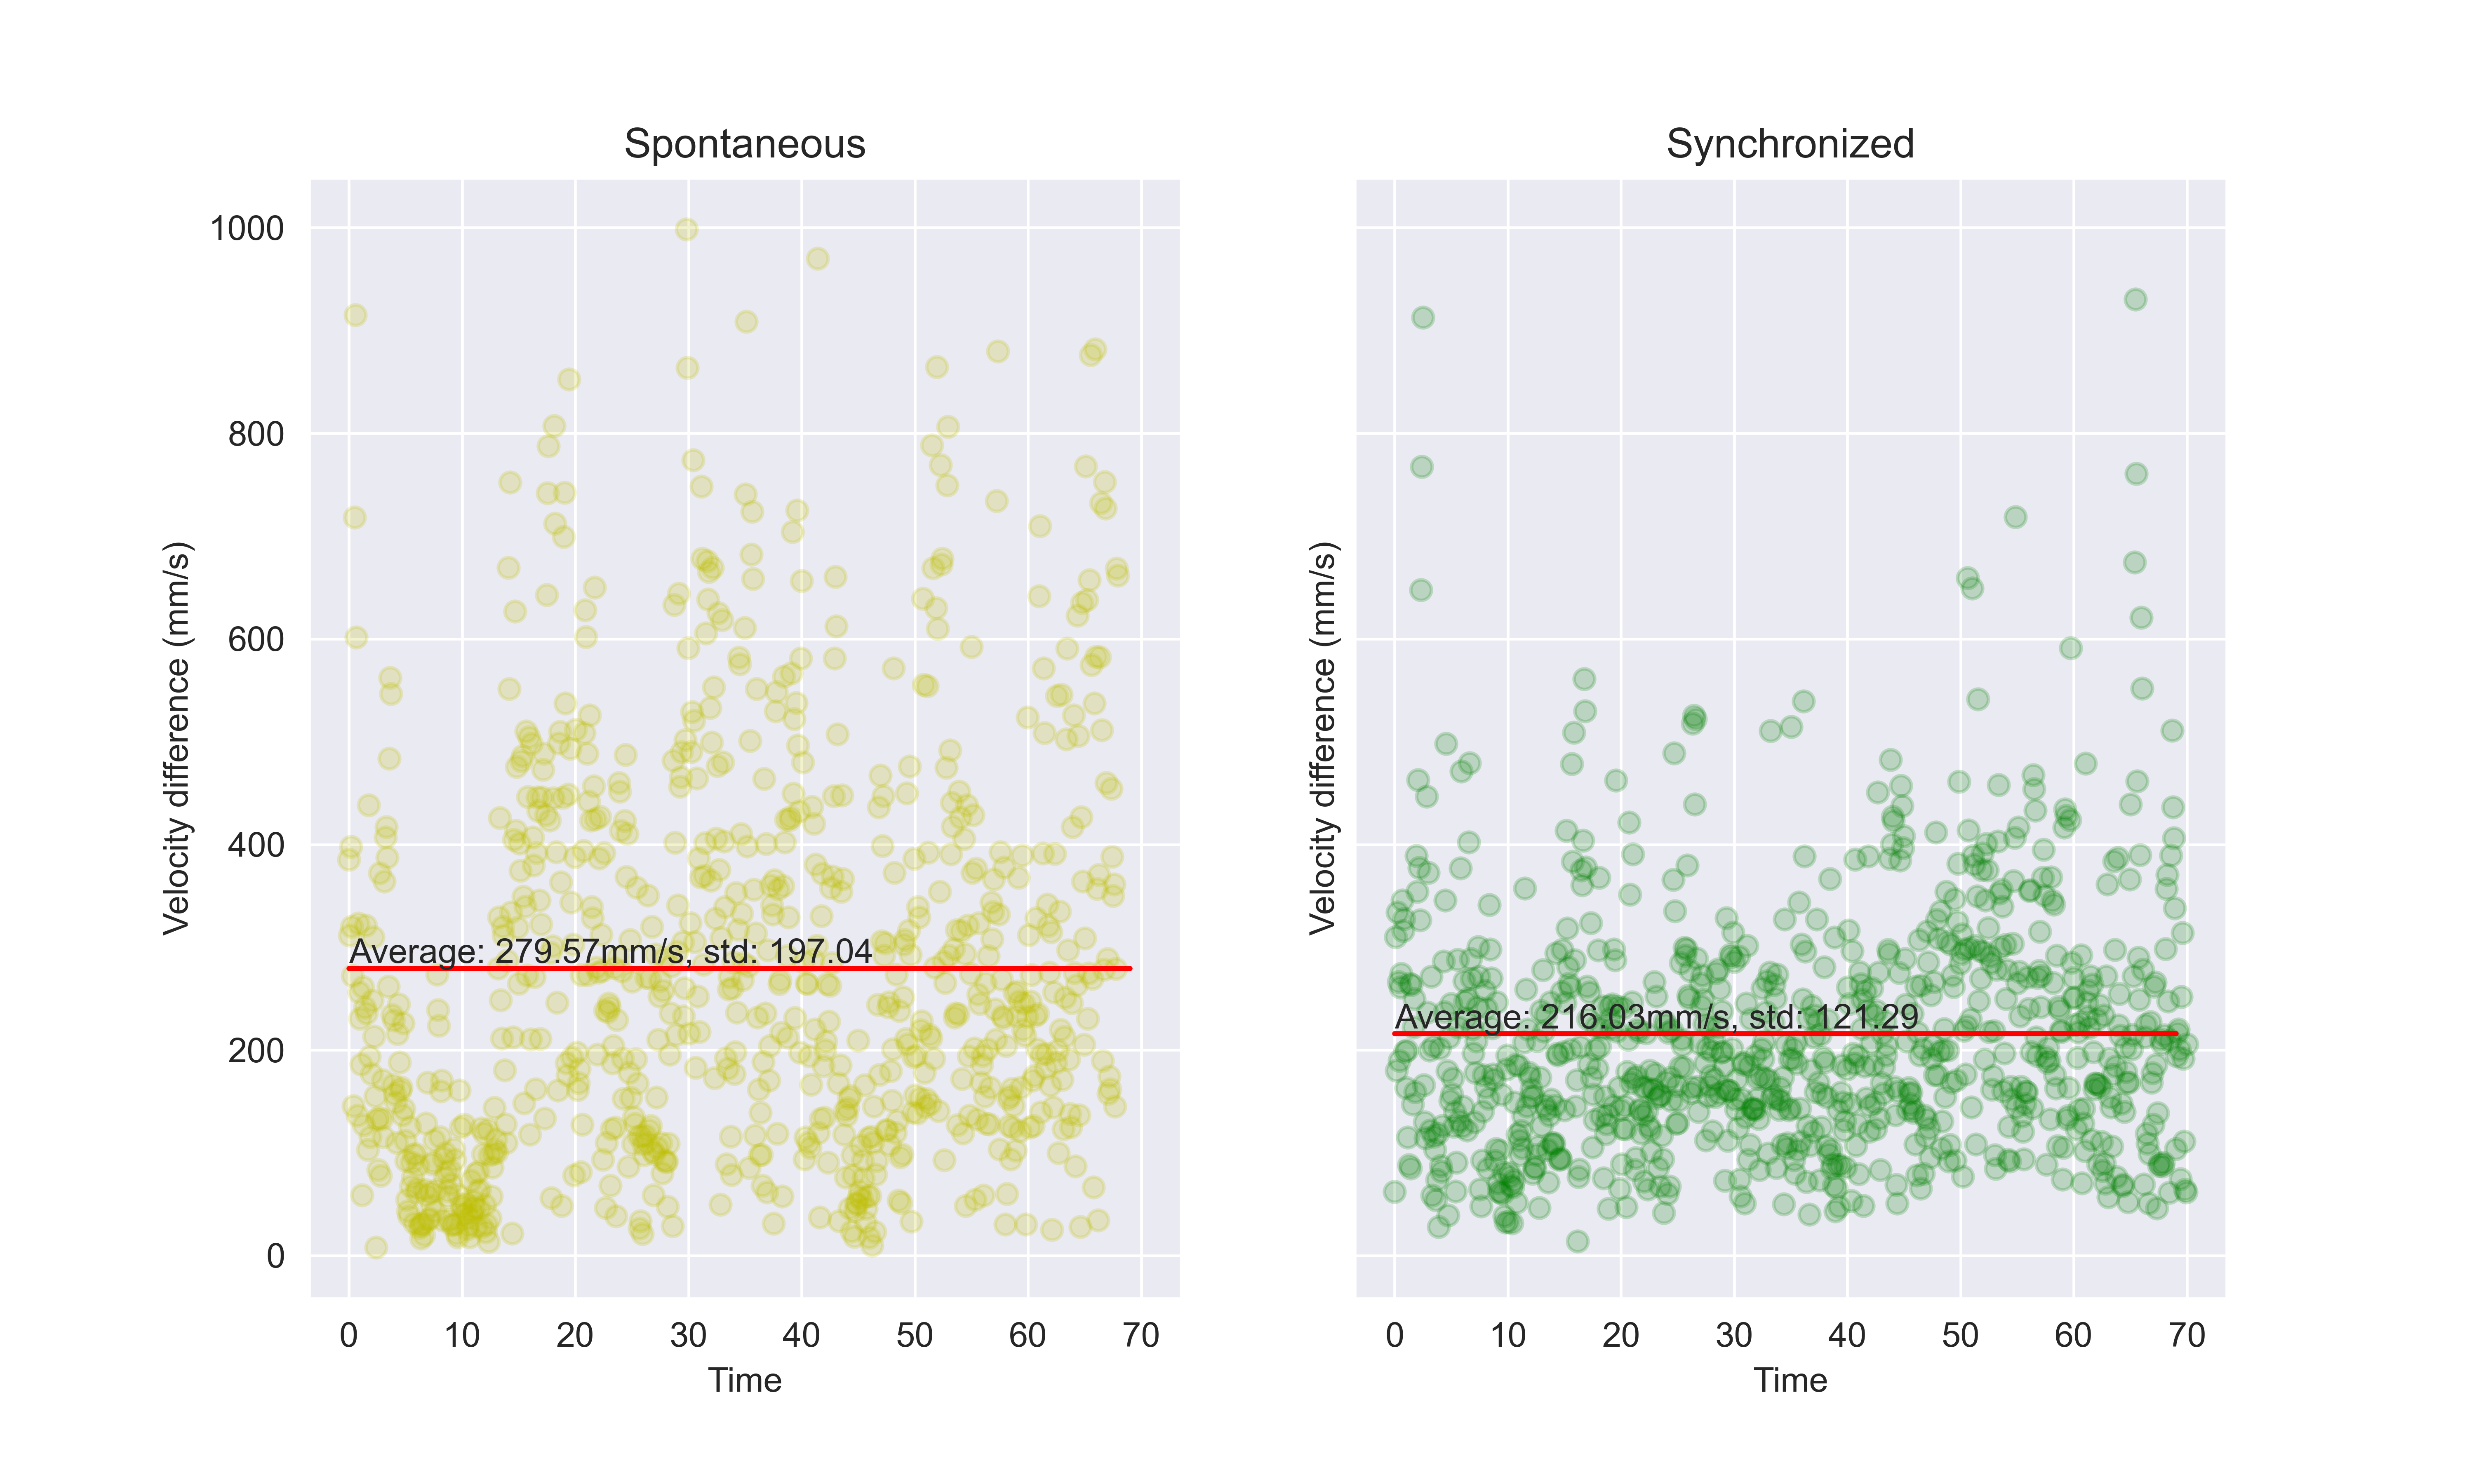 Spontaneous
Velocity difference (mm/s)
1000
800
600
400
200
0
Average: 279.57mm/s, std: 197.04
0 10 20 30 40 50 60 70
Time
Synchronized
Velocity difference (mm/s)
Average: 216.03mm/s, std: 121.29
0 10 20 30 40 50 60 70
Time